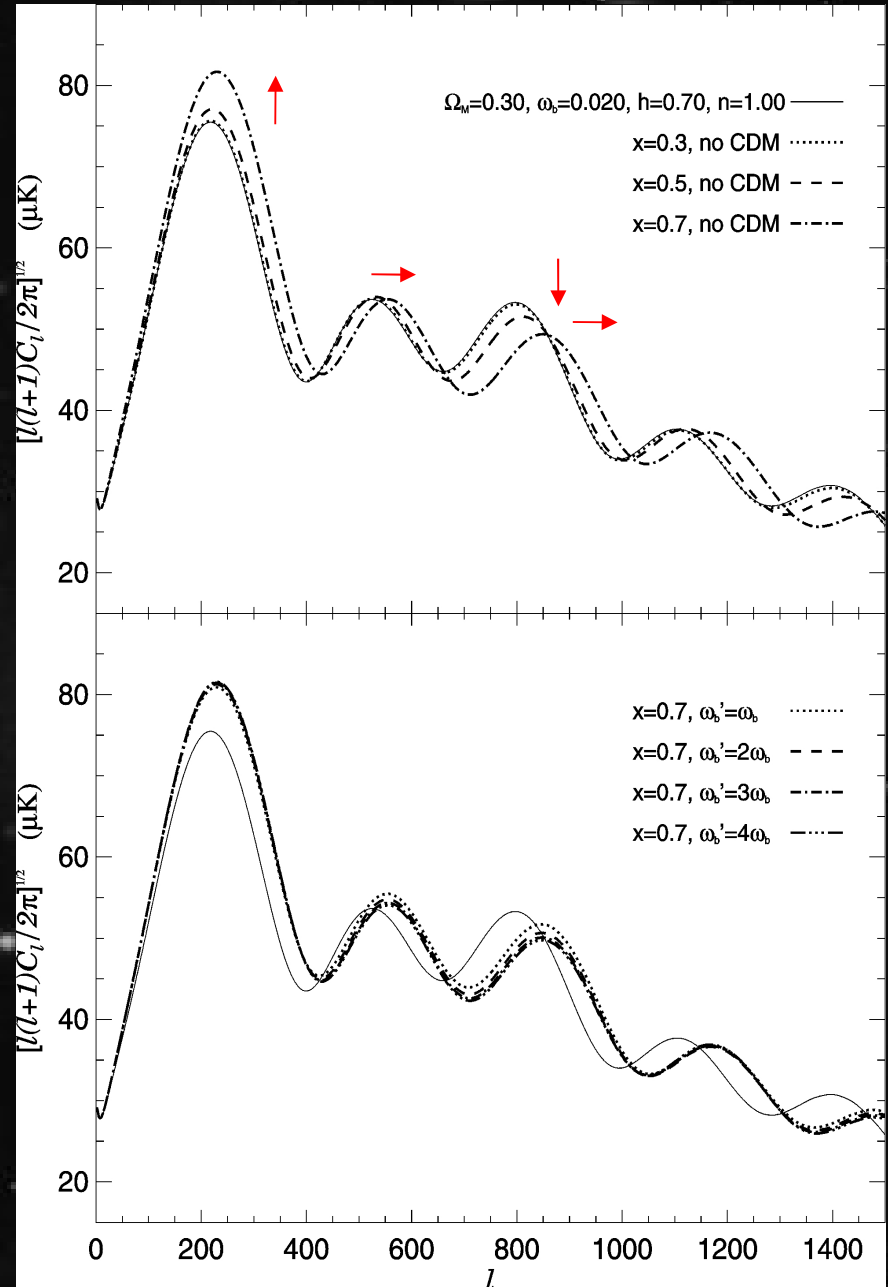 80
60
40
20
[l(l+1)C_l/2π]^1/2 (μK)
Ω_M=0.30, ω_b=0.020, h=0.70, n=1.00
x=0.3, no CDM
x=0.5, no CDM
x=0.7, no CDM
80
60
40
20
[l(l+1)C_l/2π]^1/2 (μK)
x=0.7, ω_b'=ω_b
x=0.7, ω_b'=2ω_b
x=0.7, ω_b'=3ω_b
x=0.7, ω_b'=4ω_b
0 200 400 600 800 1000 1200 1400
l